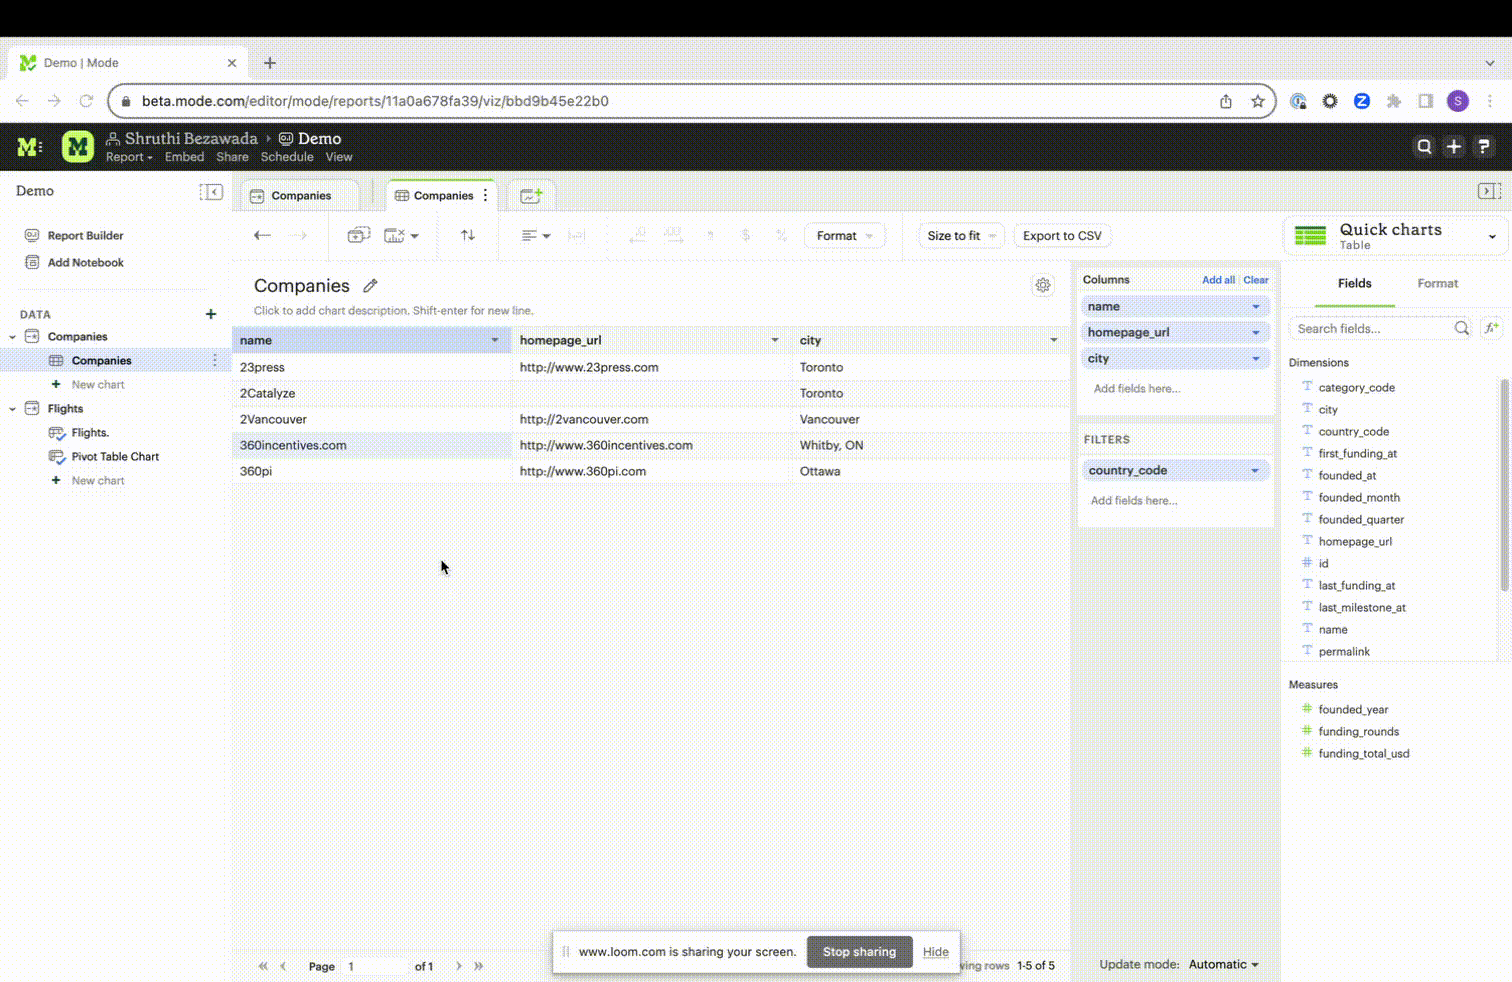 Demo | Mode
beta.mode.com/editor/mode/reports/11a0a678fa39/viz/bbd9b45e22b0
S
Shruthi Bezawada › Demo
Report Embed Share Schedule View
Demo
Report Builder
Add Notebook
DATA
Companies
Companies
New chart
Flights
Flights.
Pivot Table Chart
New chart
Companies
Companies
Format
Size to fit
Export to CSV
Companies
Click to add chart description. Shift-enter for new line.
name homepage_url city
23press http://www.23press.com Toronto
2Catalyze Toronto
2Vancouver http://2vancouver.com Vancouver
360incentives.com http://www.360incentives.com Whitby, ON
360pi http://www.360pi.com Ottawa
Page 1 of 1
www.loom.com is sharing your screen. Stop sharing Hide
rows 1-5 of 5
Columns Add all Clear
name
homepage_url
city
Add fields here...
FILTERS
country_code
Add fields here...
Update mode: Automatic
Quick charts
Table
Fields Format
Search fields...
Dimensions
category_code
city
country_code
first_funding_at
founded_at
founded_month
founded_quarter
homepage_url
id
last_funding_at
last_milestone_at
name
permalink
Measures
founded_year
funding_rounds
funding_total_usd